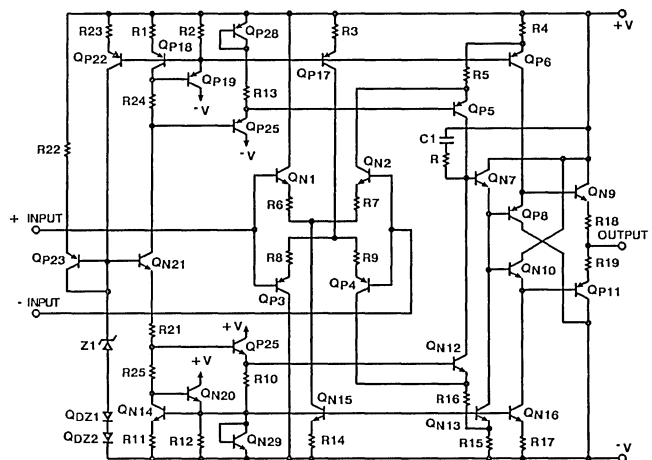 R23 R1 R2 QP28 R3 R4 +V
QP18
QP22 QP19 QP17 R5 QP6
-V R13 QP5
R24
QP25 C1
R22 -V R
QN1 QN2 QN7 QN9
R6 R7 QP8 R18
+ INPUT OUTPUT
R8 R9 R19
QP23 QN21 QN10
QP3 QP4 QP11
- INPUT
R21 +V
Z1 QP25 QN12
R25 +V R10
QN20 R16
QN14 QN15 QN16
QDZ1 QN13
QDZ2 R11 R12 QN29 R14 R15 R17
-V